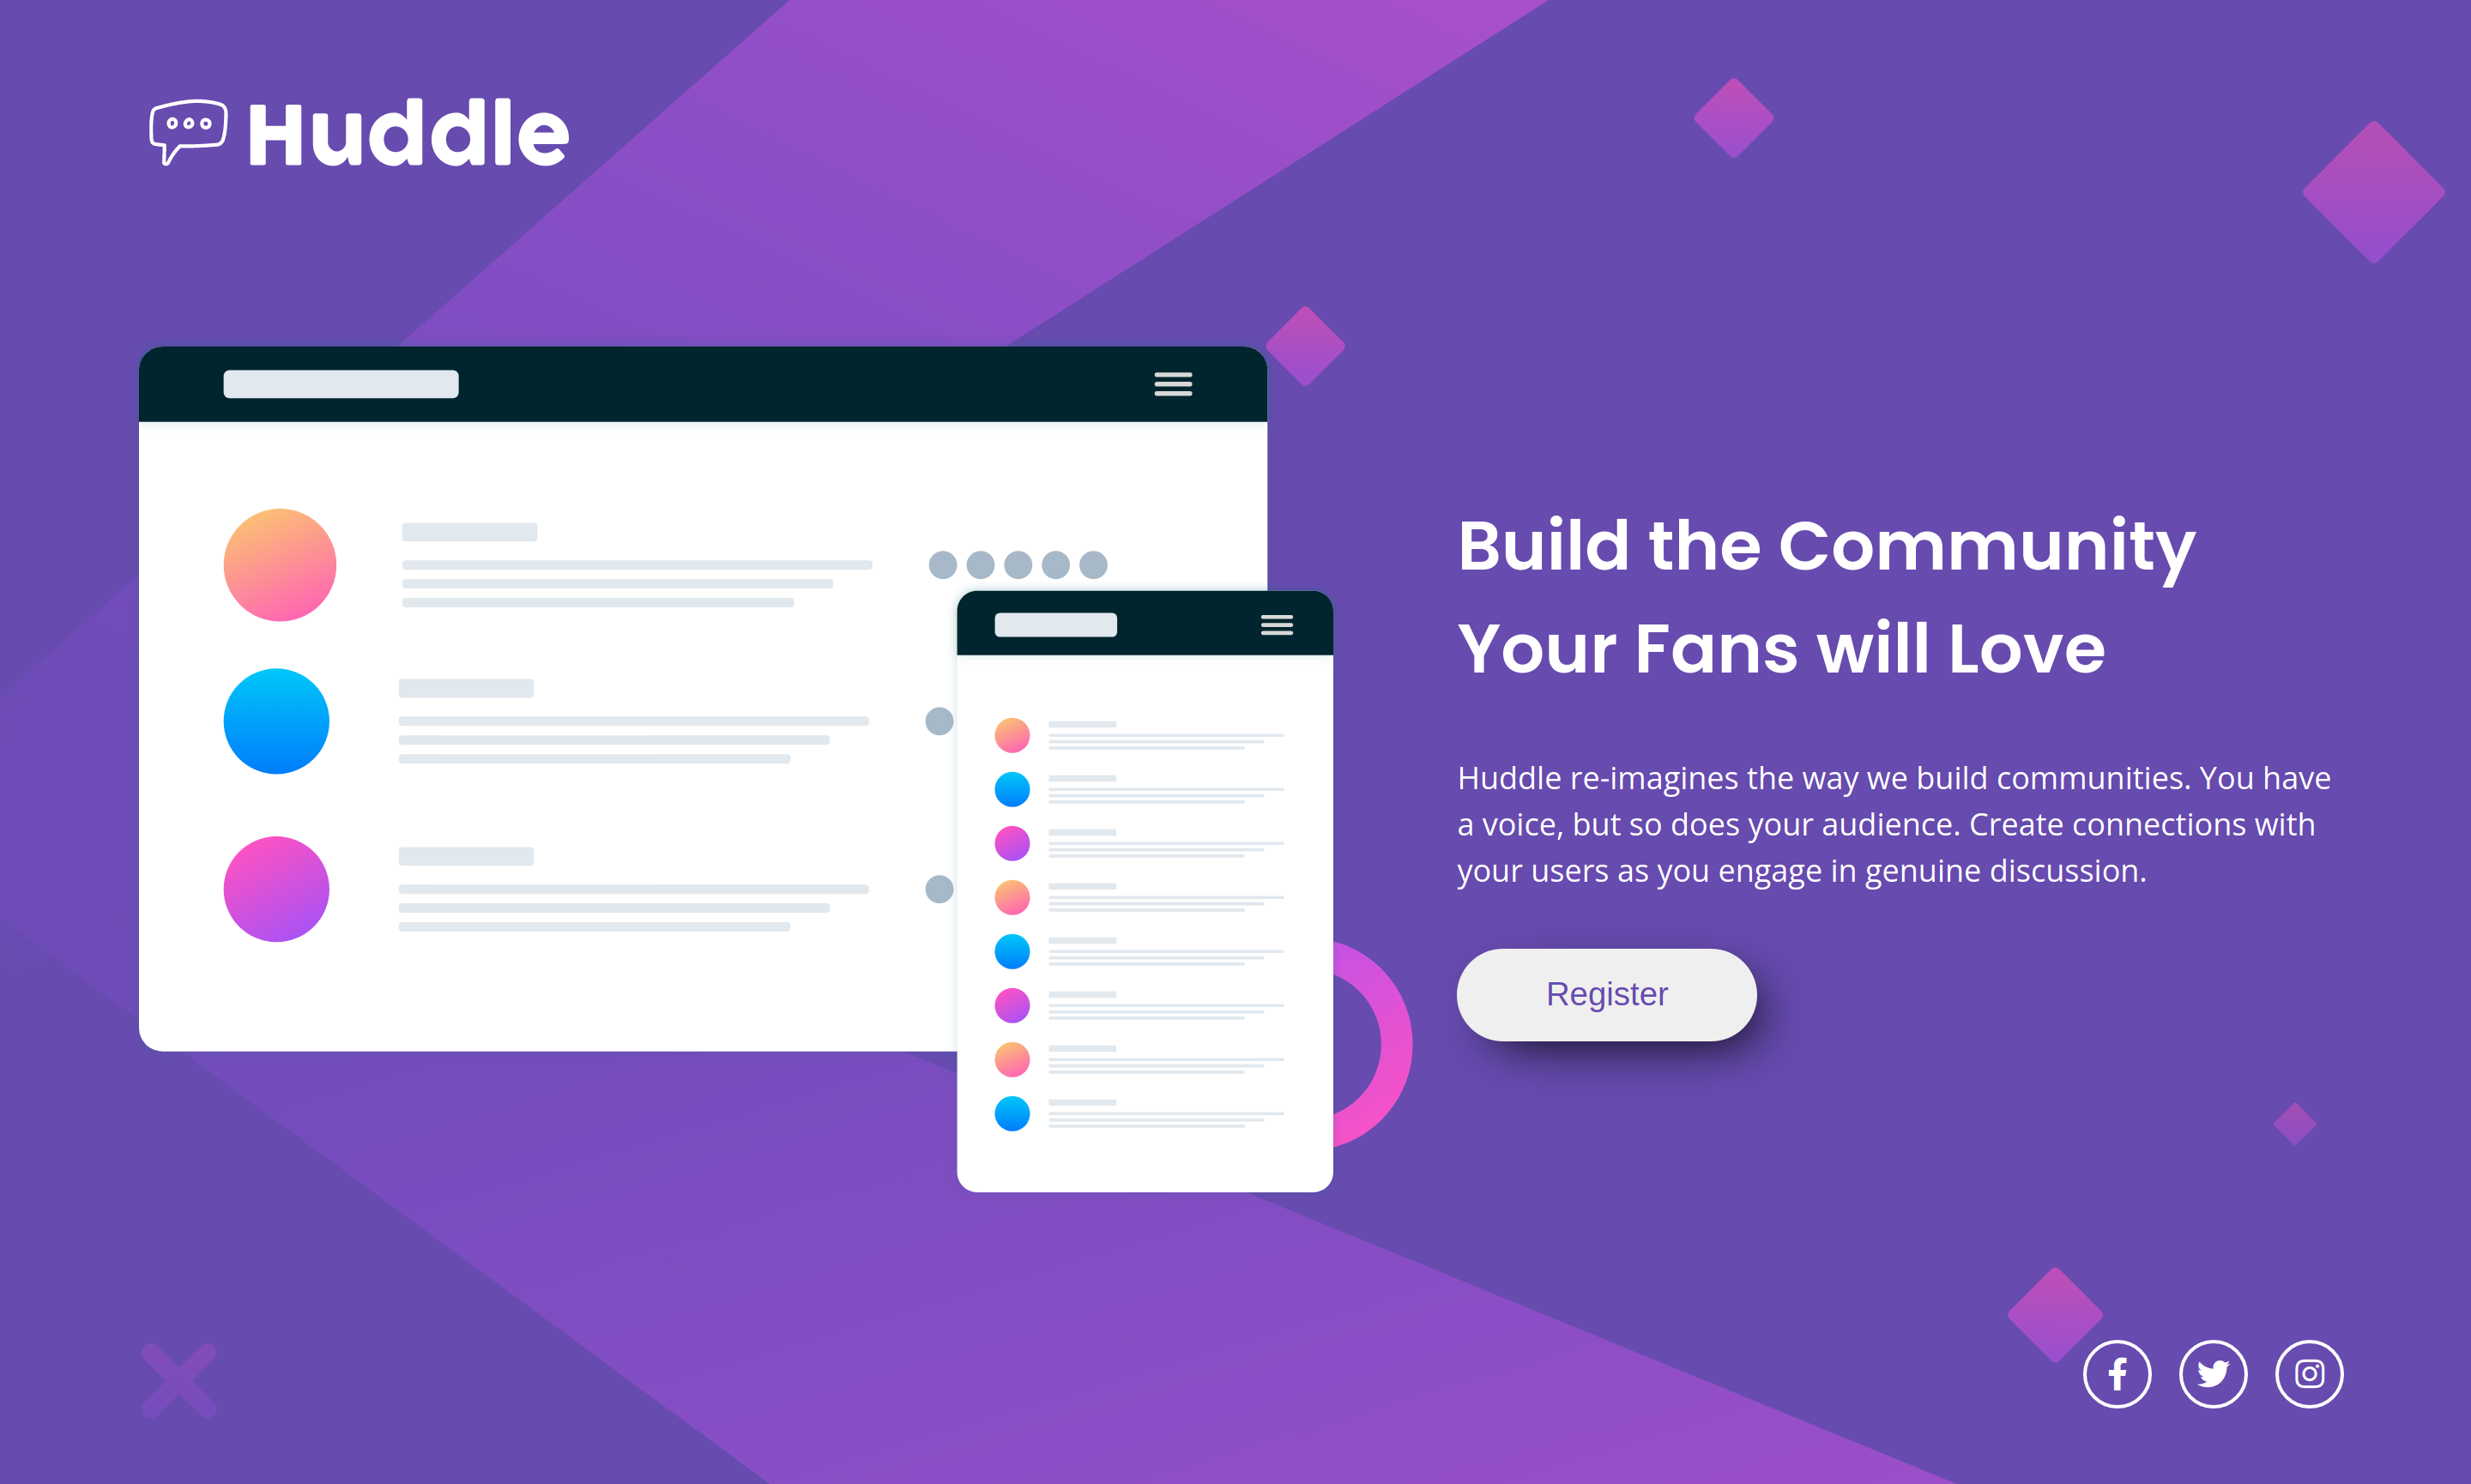 Huddle
Build the Community
Your Fans will Love
Huddle re-imagines the way we build communities. You have
a voice, but so does your audience. Create connections with
your users as you engage in genuine discussion.
Register